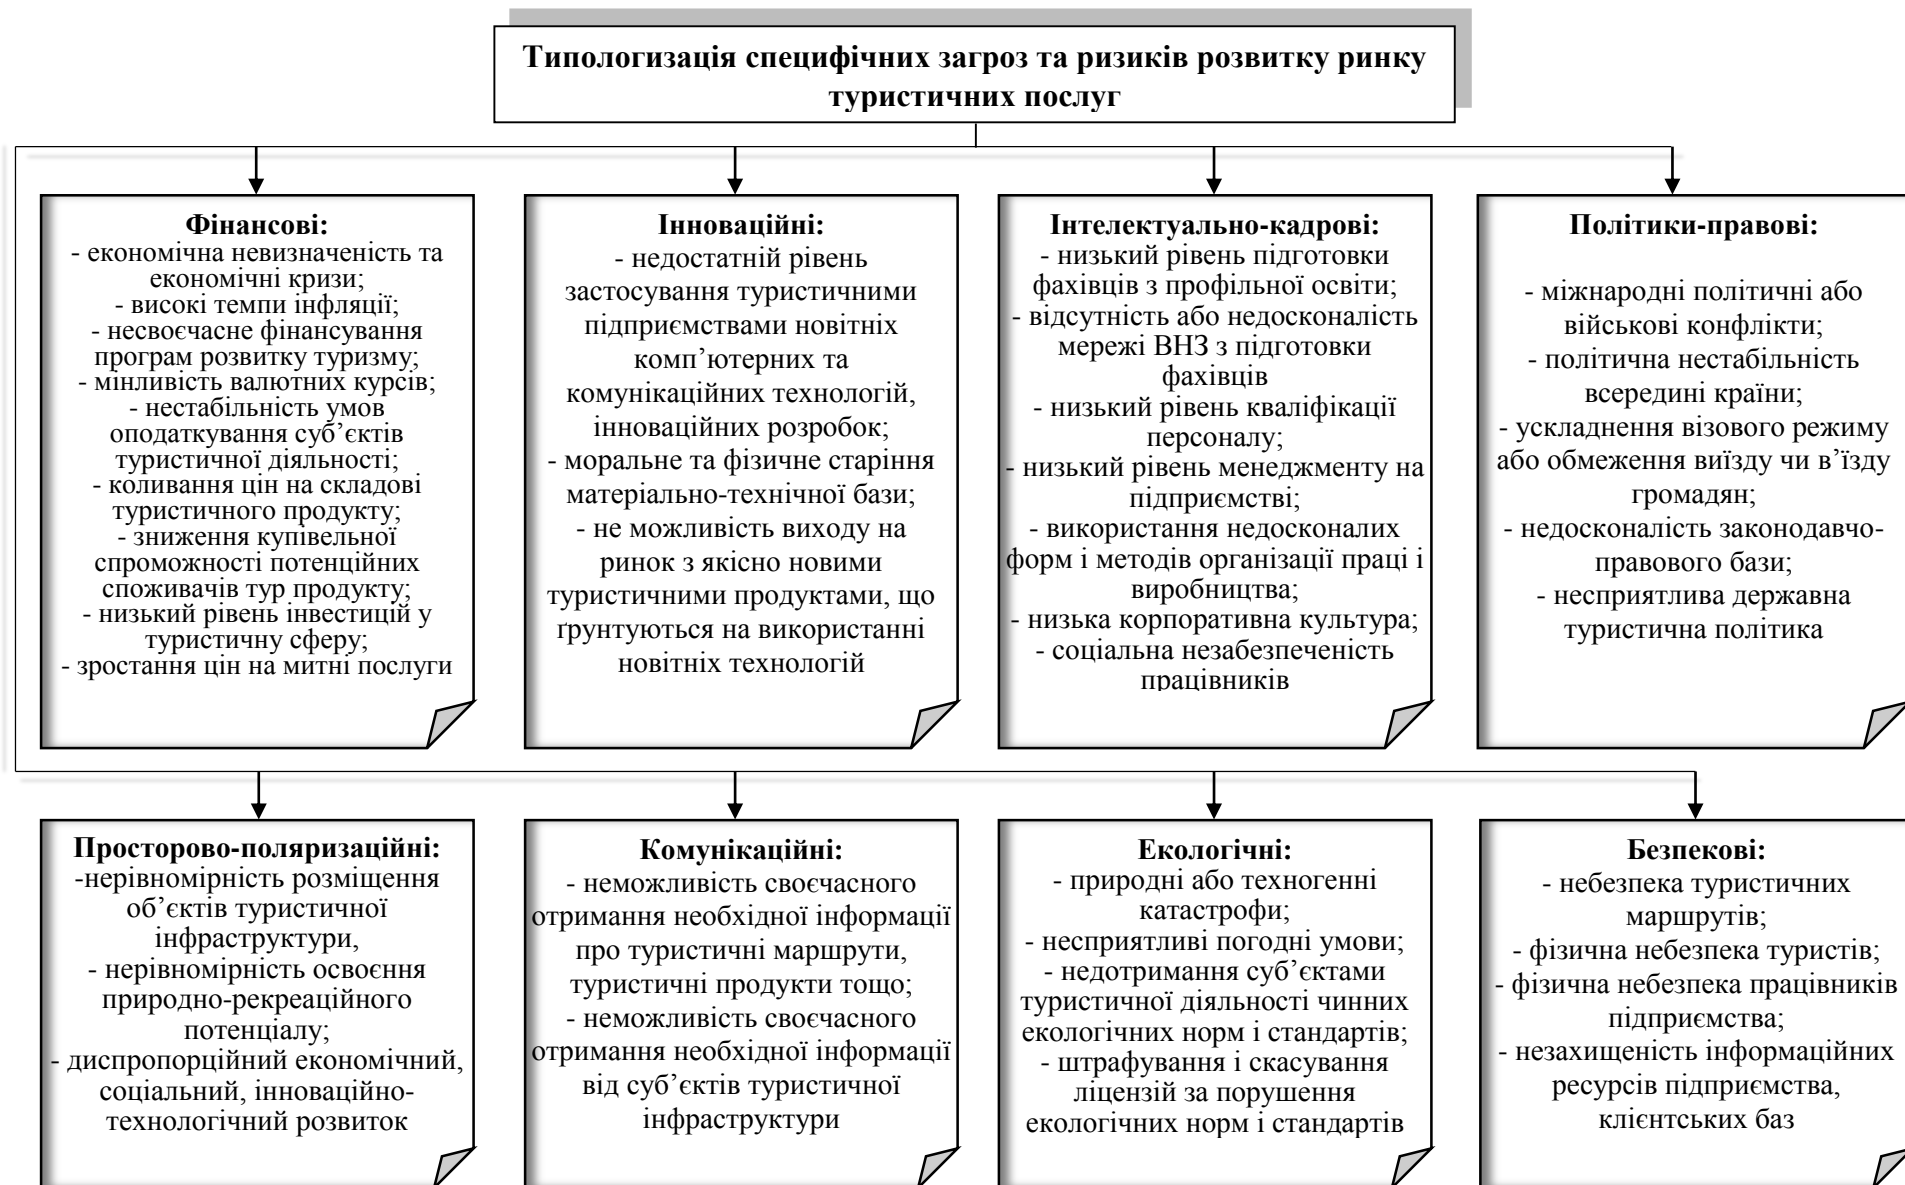 Типологизація специфічних загроз та ризиків розвитку ринку
туристичних послуг
Фінансові:
- економічна невизначеність та
економічні кризи;
- високі темпи інфляції;
- несвоєчасне фінансування
програм розвитку туризму;
- мінливість валютних курсів;
- нестабільність умов
оподаткування суб’єктів
туристичної діяльності;
- коливання цін на складові
туристичного продукту;
- зниження купівельної
спроможності потенційних
споживачів тур продукту;
- низький рівень інвестицій у
туристичну сферу;
- зростання цін на митні послуги
Інноваційні:
- недостатній рівень
застосування туристичними
підприємствами новітніх
комп’ютерних та
комунікаційних технологій,
інноваційних розробок;
- моральне та фізичне старіння
матеріально-технічної бази;
- не можливість виходу на
ринок з якісно новими
туристичними продуктами, що
ґрунтуються на використанні
новітніх технологій
Інтелектуально-кадрові:
- низький рівень підготовки
фахівців з профільної освіти;
- відсутність або недосконалість
мережі ВНЗ з підготовки
фахівців
- низький рівень кваліфікації
персоналу;
- низький рівень менеджменту на
підприємстві;
- використання недосконалих
форм і методів організації праці і
виробництва;
- низька корпоративна культура;
- соціальна незабезпеченість
працівників
Політики-правові:
- міжнародні політичні або
військові конфлікти;
- політична нестабільність
всередині країни;
- ускладнення візового режиму
або обмеження виїзду чи в’їзду
громадян;
- недосконалість законодавчо-
правового бази;
- несприятлива державна
туристична політика
Просторово-поляризаційні:
-нерівномірність розміщення
об’єктів туристичної
інфраструктури,
- нерівномірність освоєння
природно-рекреаційного
потенціалу;
- диспропорційний економічний,
соціальний, інноваційно-
технологічний розвиток
Комунікаційні:
- неможливість своєчасного
отримання необхідної інформації
про туристичні маршрути,
туристичні продукти тощо;
- неможливість своєчасного
отримання необхідної інформації
від суб’єктів туристичної
інфраструктури
Екологічні:
- природні або техногенні
катастрофи;
- несприятливі погодні умови;
- недотримання суб’єктами
туристичної діяльності чинних
екологічних норм і стандартів;
- штрафування і скасування
ліцензій за порушення
екологічних норм і стандартів
Безпекові:
- небезпека туристичних
маршрутів;
- фізична небезпека туристів;
- фізична небезпека працівників
підприємства;
- незахищеність інформаційних
ресурсів підприємства,
клієнтських баз